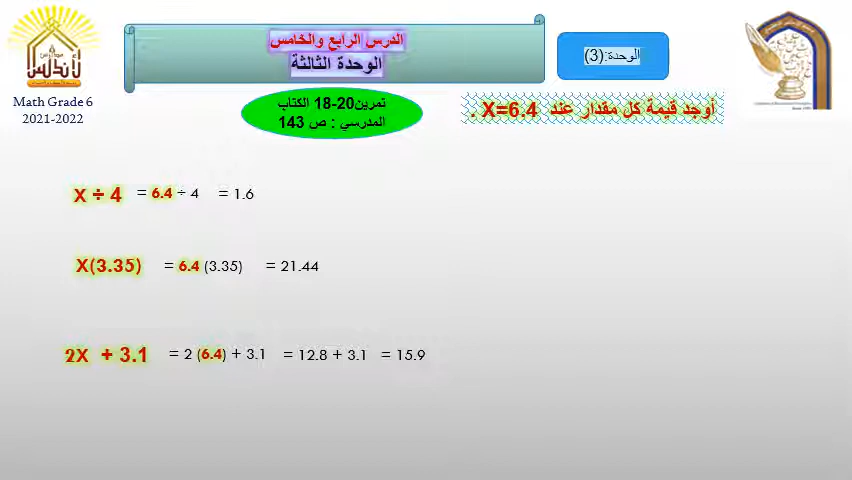 الدرس الرابع والخامس
الوحدة الثالثة
الوحدة:(3)
الأندلس
Math Grade 6
2021-2022
تمرين20-18 الكتاب
المدرسي : ص 143
أوجد قيمة كل مقدار عند X=6.4 .
x ÷ 4 = 6.4 ÷ 4 = 1.6
X(3.35) = 6.4 (3.35) = 21.44
2X + 3.1 = 2 (6.4) + 3.1 = 12.8 + 3.1 = 15.9